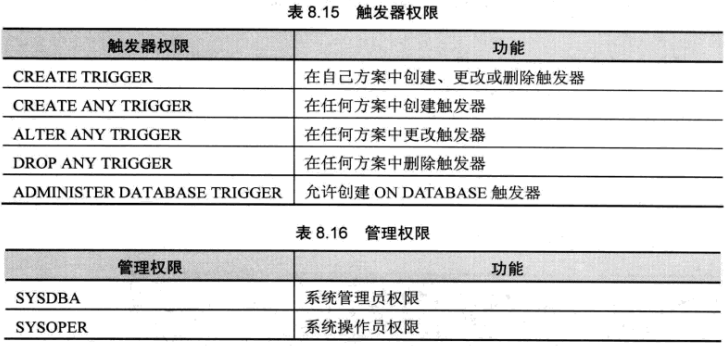 表 8.15 触发器权限
触发器权限 功能
CREATE TRIGGER 在自己方案中创建、更改或删除触发器
CREATE ANY TRIGGER 在任何方案中创建触发器
ALTER ANY TRIGGER 在任何方案中更改触发器
DROP ANY TRIGGER 在任何方案中删除触发器
ADMINISTER DATABASE TRIGGER 允许创建 ON DATABASE 触发器
表 8.16 管理权限
管理权限 功能
SYSDBA 系统管理员权限
SYSOPER 系统操作员权限